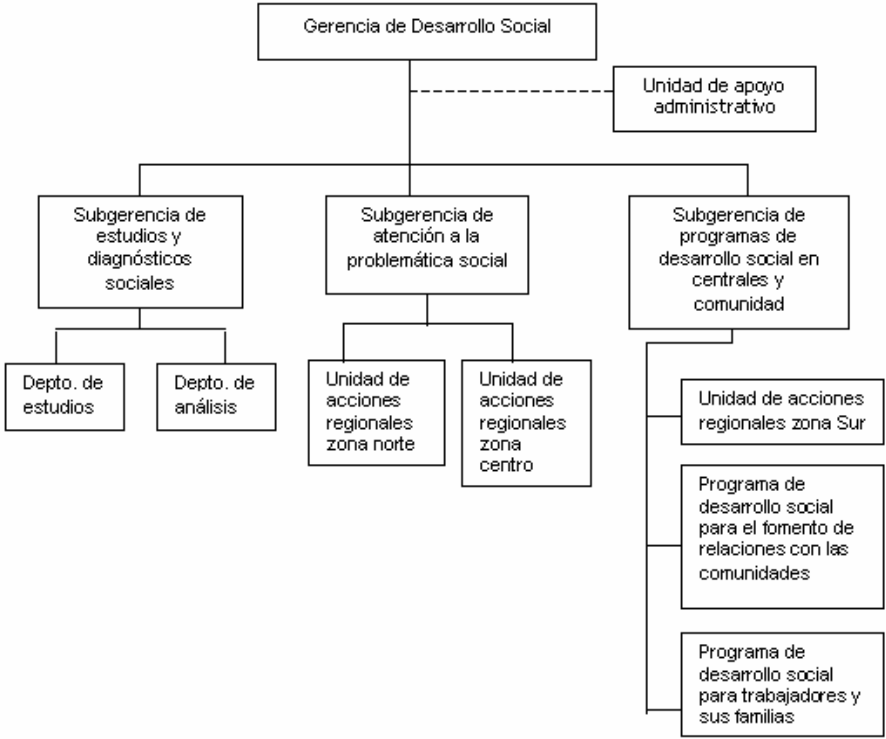 Gerencia de Desarrollo Social
Unidad de apoyo
administrativo
Subgerencia de
estudios y
diagnósticos
sociales
Subgerencia de
atención a la
problemática social
Subgerencia de
programas de
desarrollo social en
centrales y
comunidad
Depto. de
estudios
Depto. de
análisis
Unidad de
acciones
regionales
zona norte
Unidad de
acciones
regionales
zona
centro
Unidad de acciones
regionales zona Sur
Programa de
desarrollo social
para el fomento de
relaciones con las
comunidades
Programa de
desarrollo social
para trabajadores y
sus familias